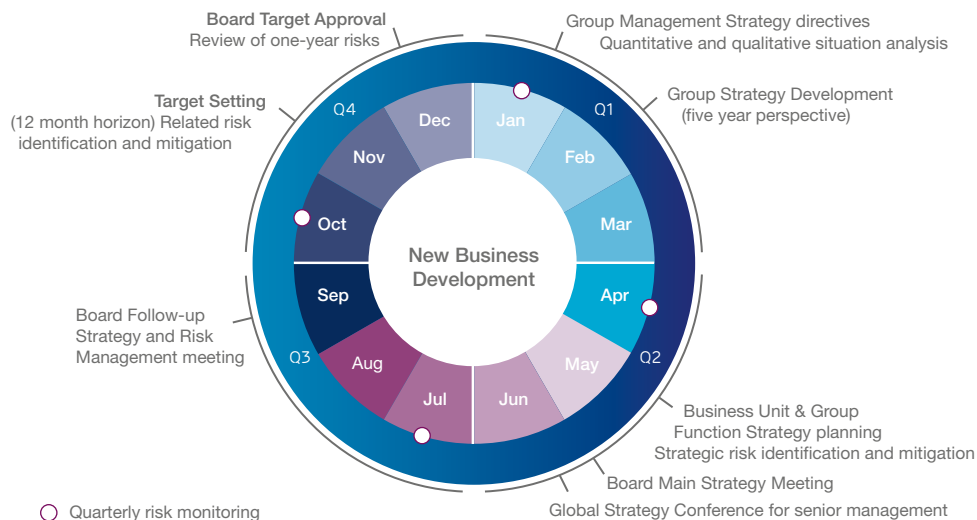 Board Target Approval
Review of one-year risks
Group Management Strategy directives
Quantitative and qualitative situation analysis
Target Setting
(12 month horizon) Related risk
identification and mitigation
Group Strategy Development
(five year perspective)
Q4
Q1
Dec
Jan
Nov
Feb
Oct
Mar
New Business
Development
Sep
Apr
Aug
May
Jul
Jun
Q3
Q2
Board Follow-up
Strategy and Risk
Management meeting
Business Unit & Group
Function Strategy planning
Strategic risk identification and mitigation
Board Main Strategy Meeting
Global Strategy Conference for senior management
Quarterly risk monitoring